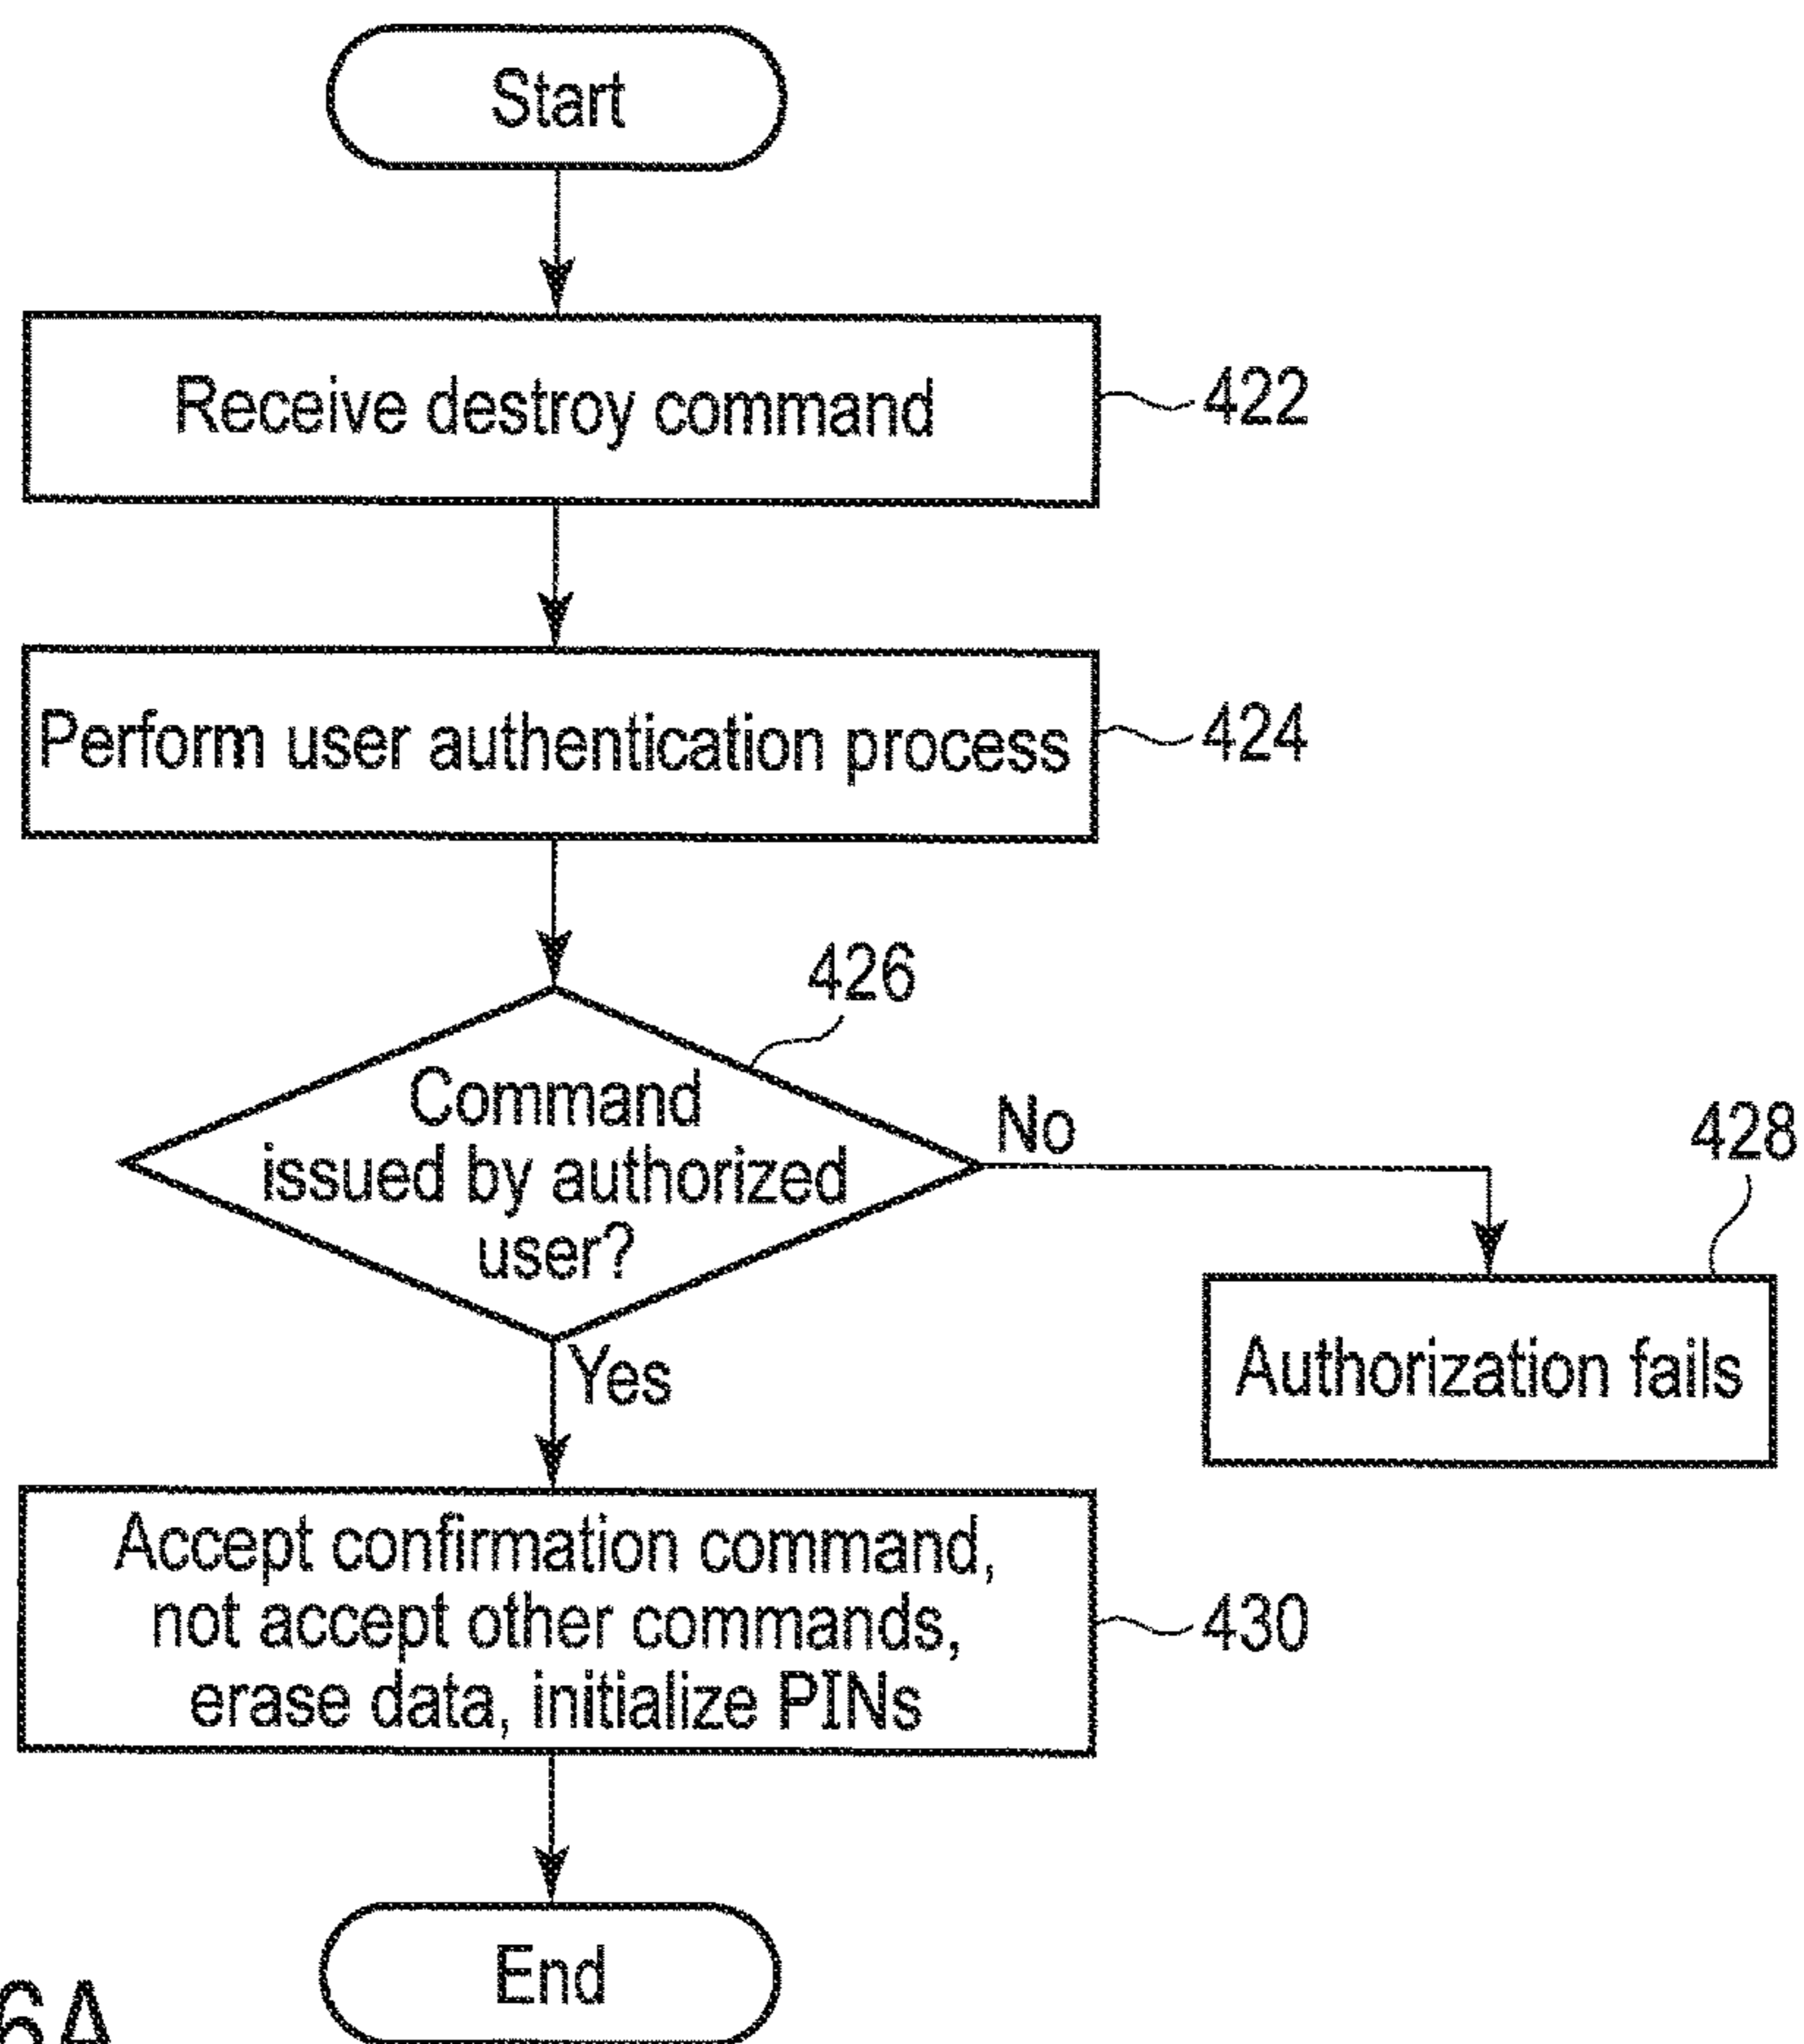 Start
Receive destroy command
422
Perform user authentication process
424
426
Command
issued by authorized
user?
No
428
Authorization fails
Yes
Accept confirmation command,
not accept other commands,
erase data, initialize PINs
430
End
6A